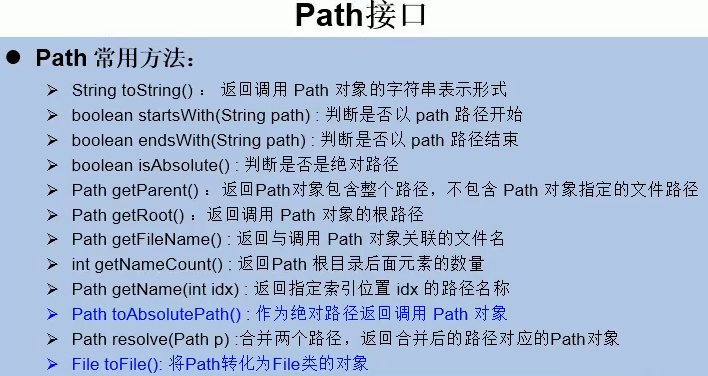 Path接口
● Path 常用方法：
➢ String toString() ： 返回调用 Path 对象的字符串表示形式
➢ boolean startsWith(String path) : 判断是否以 path 路径开始
➢ boolean endsWith(String path) : 判断是否以 path 路径结束
➢ boolean isAbsolute() : 判断是否是绝对路径
➢ Path getParent() ：返回Path对象包含整个路径，不包含 Path 对象指定的文件路径
➢ Path getRoot() ：返回调用 Path 对象的根路径
➢ Path getFileName() : 返回与调用 Path 对象关联的文件名
➢ int getNameCount() : 返回Path 根目录后面元素的数量
➢ Path getName(int idx) : 返回指定索引位置 idx 的路径名称
➢ Path toAbsolutePath() : 作为绝对路径返回调用 Path 对象
➢ Path resolve(Path p) :合并两个路径，返回合并后的路径对应的Path对象
➢ File toFile(): 将Path转化为File类的对象